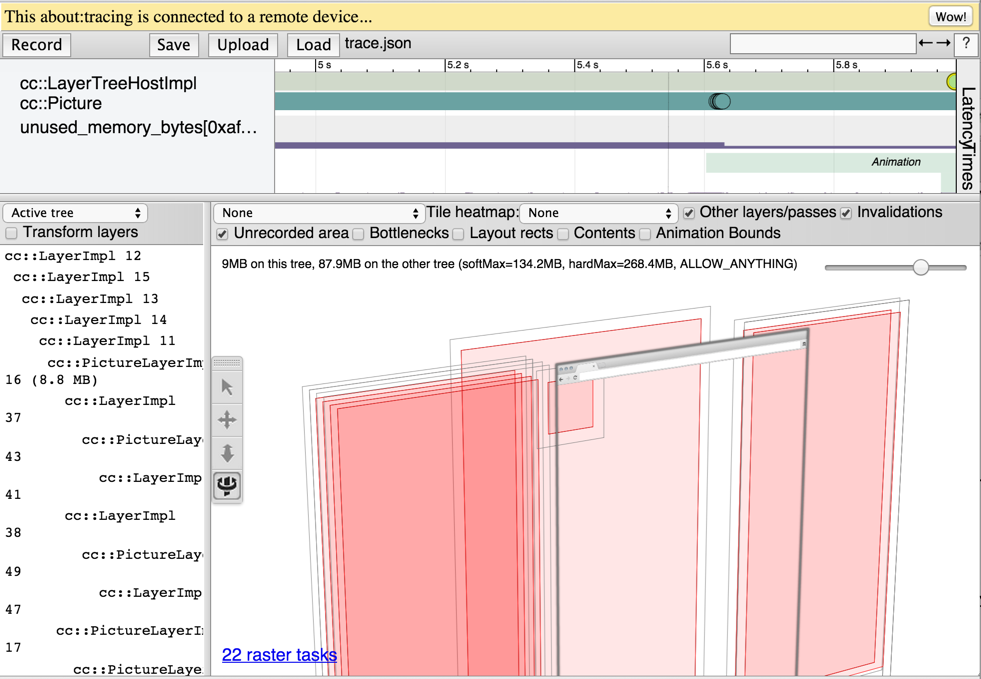 This about:tracing is connected to a remote device... Wow!
Record Save Upload Load trace.json ← → ?
5 s 5.2 s 5.4 s 5.6 s 5.8 s
cc::LayerTreeHostImpl
cc::Picture
unused_memory_bytes[0xaf...
Animation
LatencyTimes
Active tree None Tile heatmap: None Other layers/passes Invalidations
Transform layers Unrecorded area Bottlenecks Layout rects Contents Animation Bounds
9MB on this tree, 87.9MB on the other tree (softMax=134.2MB, hardMax=268.4MB, ALLOW_ANYTHING)
cc::LayerImpl 12
cc::LayerImpl 15
cc::LayerImpl 13
cc::LayerImpl 14
cc::LayerImpl 11
cc::PictureLayerIm
16 (8.8 MB)
cc::LayerImpl
37
cc::PictureLay
43
cc::LayerImp
41
cc::LayerImpl
38
cc::PictureLay
49
cc::LayerImp
47
cc::PictureLayerI
17
cc::PictureLaye
22 raster tasks